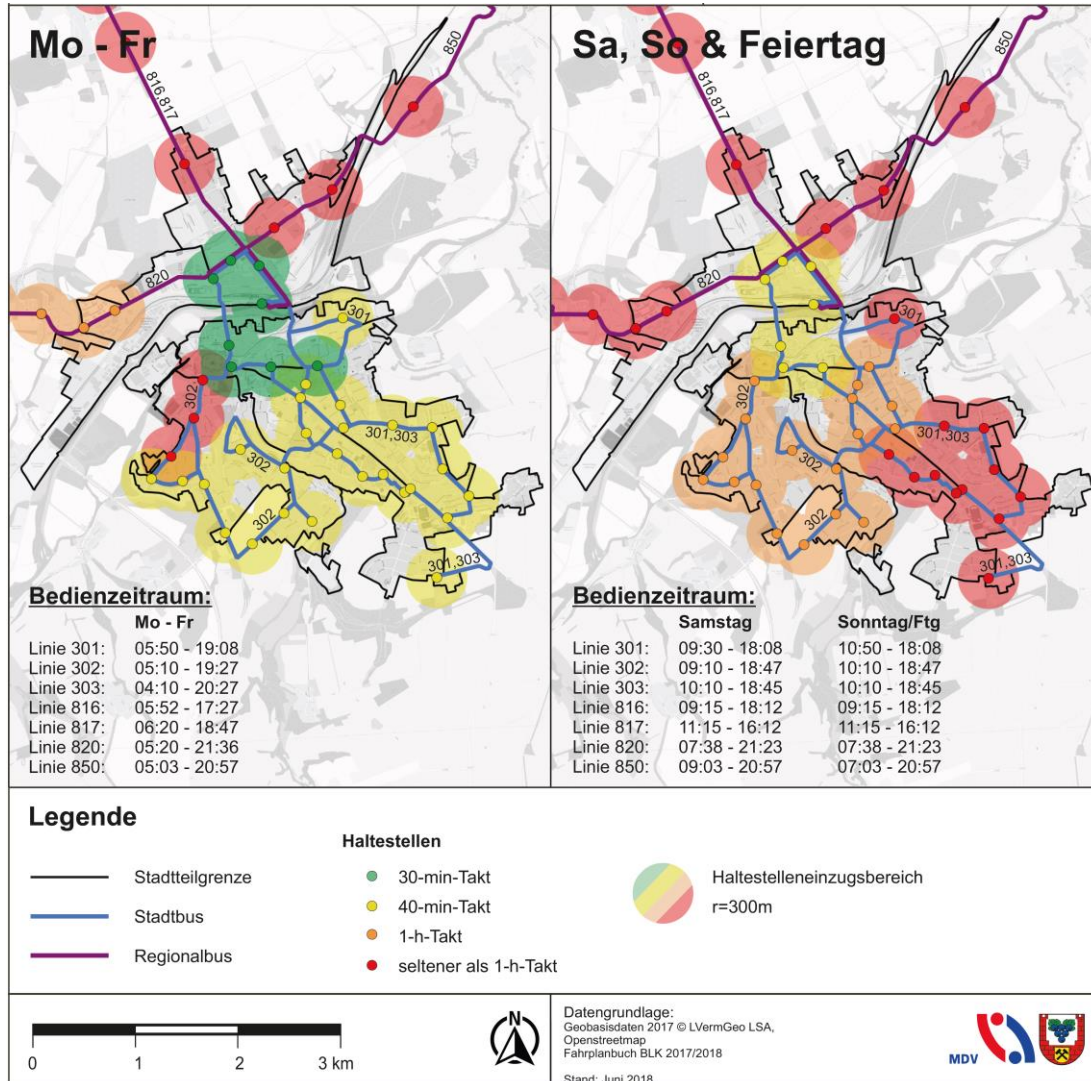 Mo - Fr
850
816,817
820
301
302
301,303
302
302
301,303
Bedienzeitraum:
Mo - Fr
Linie 301: 05:50 - 19:08
Linie 302: 05:10 - 19:27
Linie 303: 04:10 - 20:27
Linie 816: 05:52 - 17:27
Linie 817: 06:20 - 18:47
Linie 820: 05:20 - 21:36
Linie 850: 05:03 - 20:57
Sa, So & Feiertag
850
816,817
820
301
302
301,303
302
302
301,303
Bedienzeitraum:
Samstag Sonntag/Ftg
Linie 301: 09:30 - 18:08 10:50 - 18:08
Linie 302: 09:10 - 18:47 10:10 - 18:47
Linie 303: 10:10 - 18:45 10:10 - 18:45
Linie 816: 09:15 - 18:12 09:15 - 18:12
Linie 817: 11:15 - 16:12 11:15 - 16:12
Linie 820: 07:38 - 21:23 07:38 - 21:23
Linie 850: 09:03 - 20:57 07:03 - 20:57
Legende
Stadtteilgrenze
Stadtbus
Regionalbus
Haltestellen
30-min-Takt
40-min-Takt
1-h-Takt
seltener als 1-h-Takt
Haltestelleneinzugsbereich
r=300m
0 1 2 3 km
N
Datengrundlage:
Geobasisdaten 2017 © LVermGeo LSA,
Openstreetmap
Fahrplanbuch BLK 2017/2018
Stand: Juni 2018
MDV